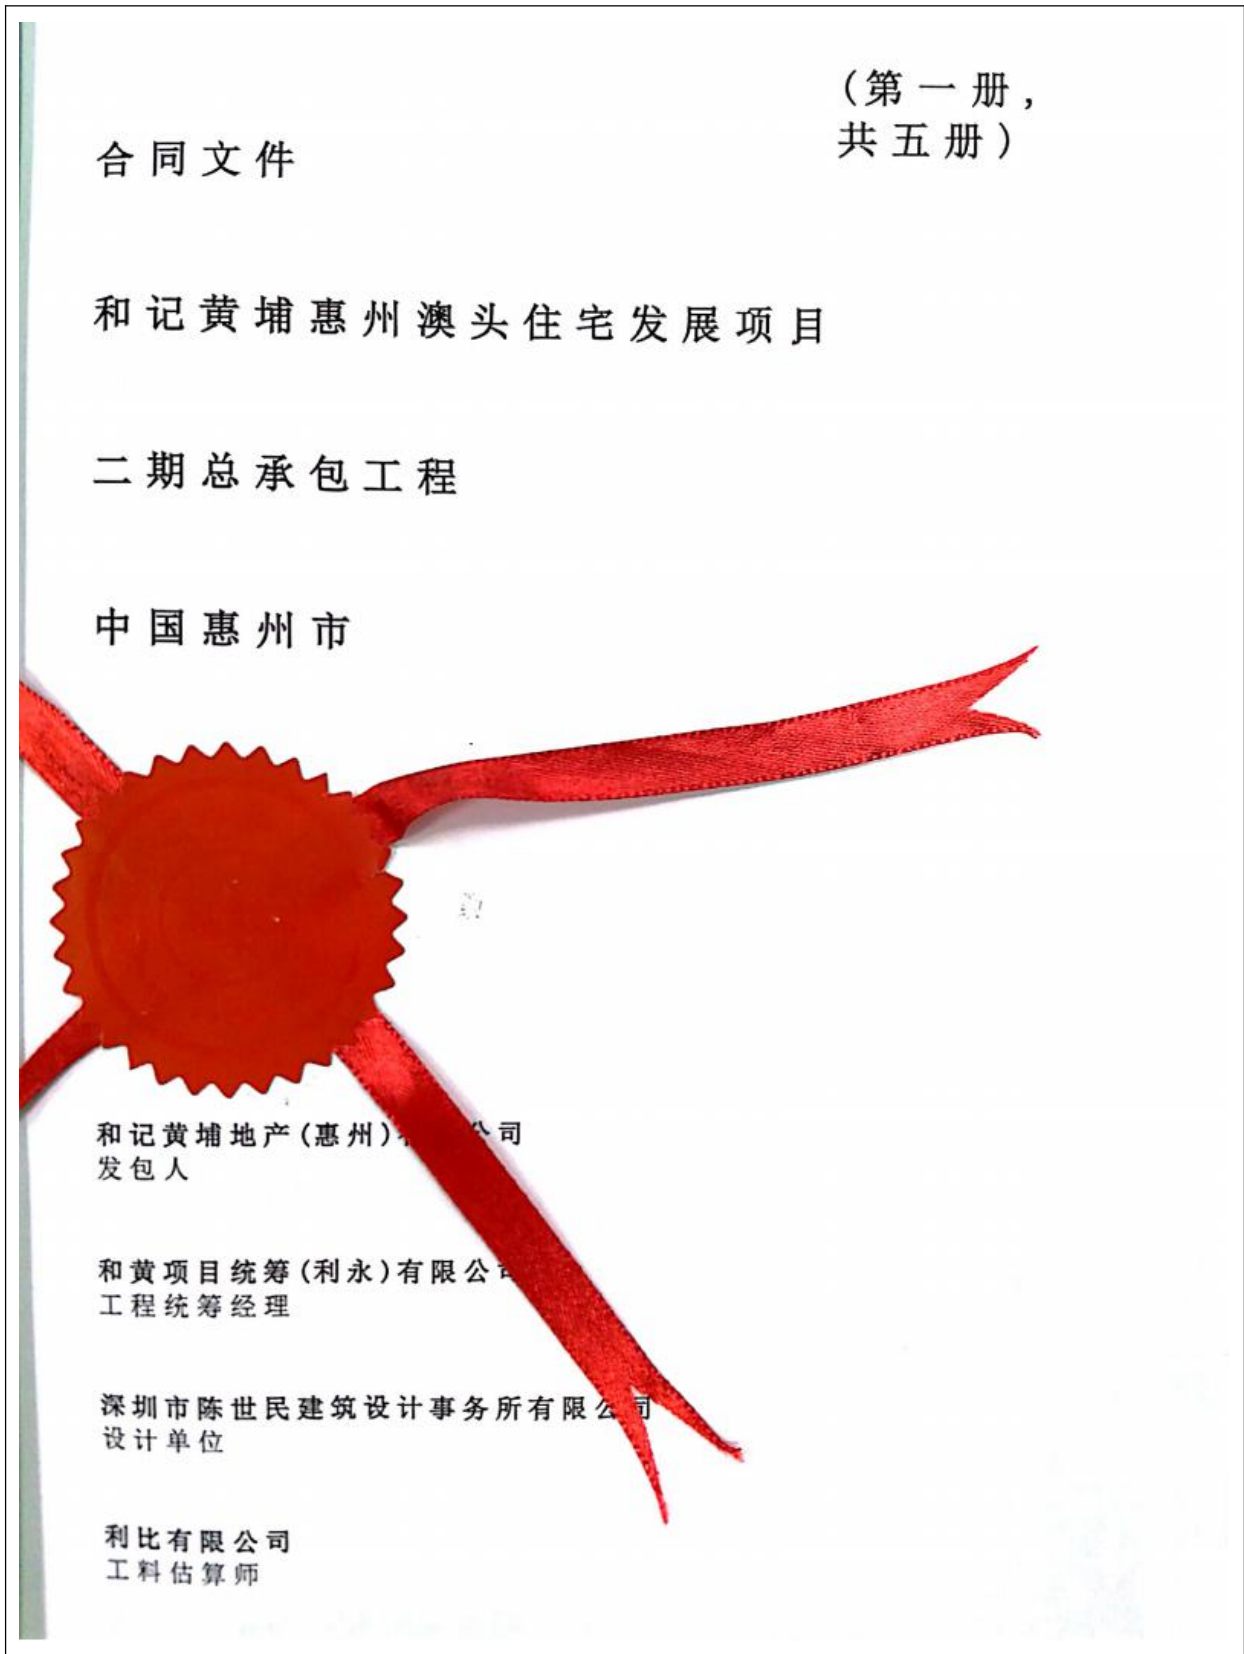 (第一册,
共五册)
合同文件
和记黄埔惠州澳头住宅发展项目
二期总承包工程
中国惠州市
和记黄埔地产(惠州)公司
发包人
和黄项目统筹(利永)有限公司
工程统筹经理
深圳市陈世民建筑设计事务所有限公司
设计单位
利比有限公司
工料估算师